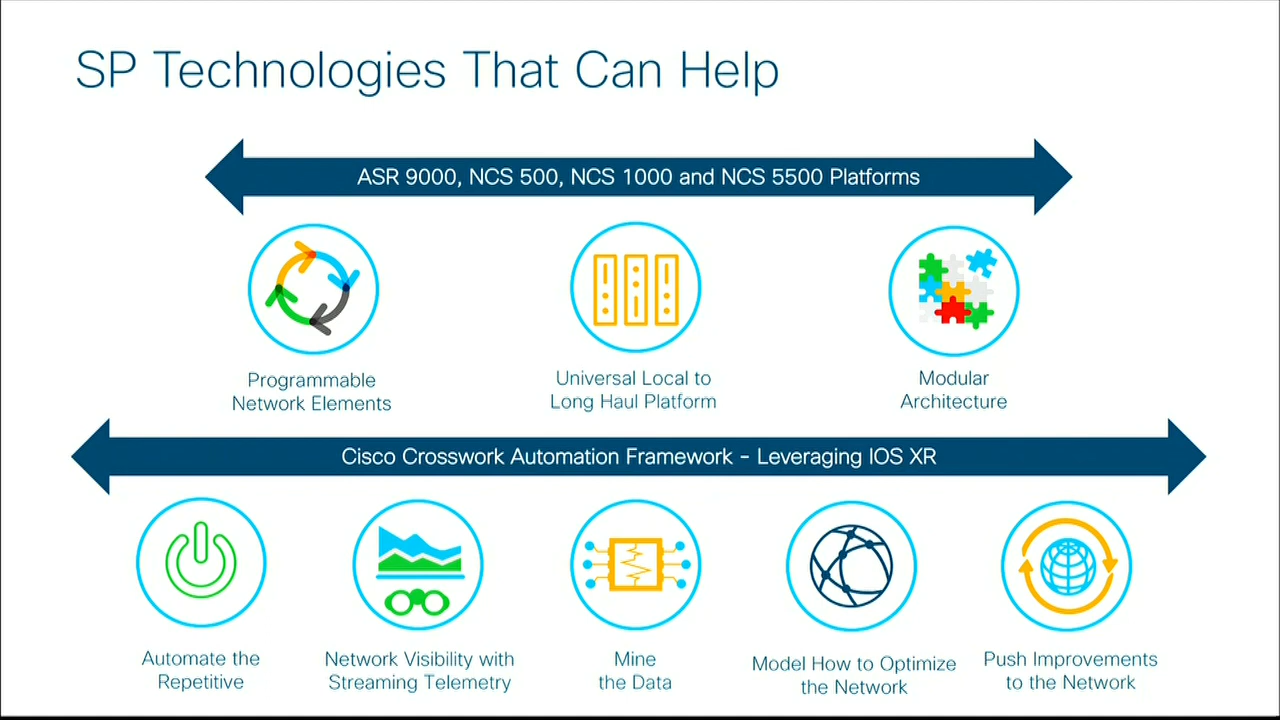 SP Technologies That Can Help
ASR 9000, NCS 500, NCS 1000 and NCS 5500 Platforms
Programmable
Network Elements
Universal Local to
Long Haul Platform
Modular
Architecture
Cisco Crosswork Automation Framework – Leveraging IOS XR
Automate the
Repetitive
Network Visibility with
Streaming Telemetry
Mine
the Data
Model How to Optimize
the Network
Push Improvements
to the Network